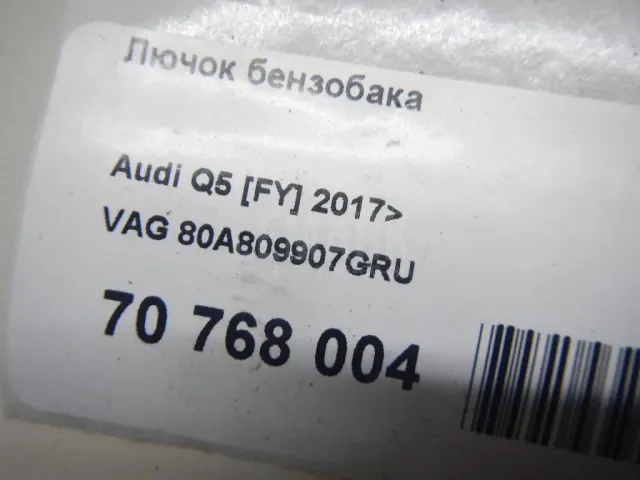 Лючок бензобака
Audi Q5 [FY] 2017>
VAG 80A809907GRU
70 768 004